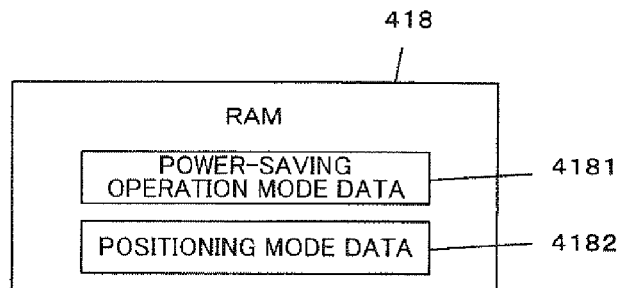 418
RAM
POWER-SAVING
OPERATION MODE DATA
4181
POSITIONING MODE DATA
4182